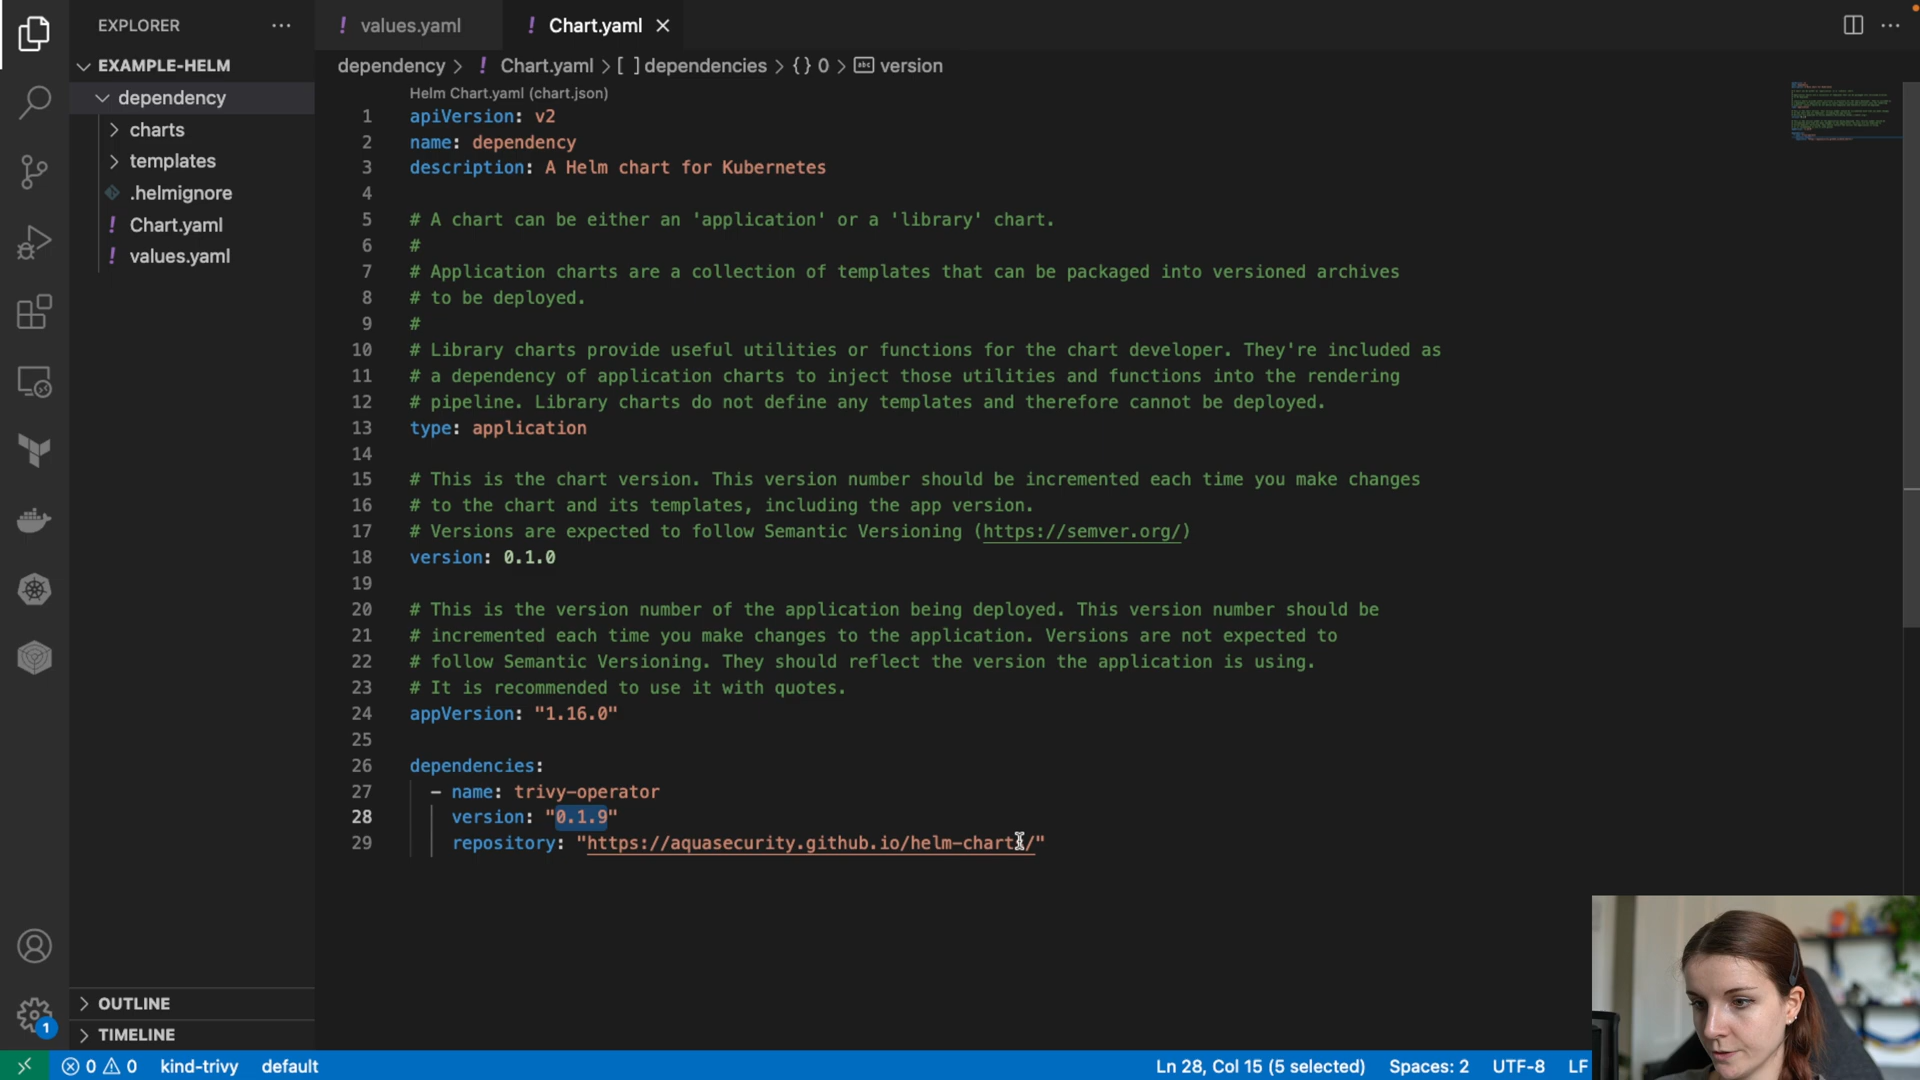 EXPLORER
values.yaml
Chart.yaml
EXAMPLE-HELM
dependency
charts
templates
.helmignore
Chart.yaml
values.yaml
OUTLINE
TIMELINE
dependency > Chart.yaml > [ ] dependencies > {} 0 > abc version
Helm Chart.yaml (chart.json)
1 apiVersion: v2
2 name: dependency
3 description: A Helm chart for Kubernetes
4
5 # A chart can be either an 'application' or a 'library' chart.
6 #
7 # Application charts are a collection of templates that can be packaged into versioned archives
8 # to be deployed.
9 #
10 # Library charts provide useful utilities or functions for the chart developer. They're included as
11 # a dependency of application charts to inject those utilities and functions into the rendering
12 # pipeline. Library charts do not define any templates and therefore cannot be deployed.
13 type: application
14
15 # This is the chart version. This version number should be incremented each time you make changes
16 # to the chart and its templates, including the app version.
17 # Versions are expected to follow Semantic Versioning (https://semver.org/)
18 version: 0.1.0
19
20 # This is the version number of the application being deployed. This version number should be
21 # incremented each time you make changes to the application. Versions are not expected to
22 # follow Semantic Versioning. They should reflect the version the application is using.
23 # It is recommended to use it with quotes.
24 appVersion: "1.16.0"
25
26 dependencies:
27 - name: trivy-operator
28 version: "0.1.9"
29 repository: "https://aquasecurity.github.io/helm-charts/"
1
0 0 kind-trivy default
Ln 28, Col 15 (5 selected) Spaces: 2 UTF-8 LF